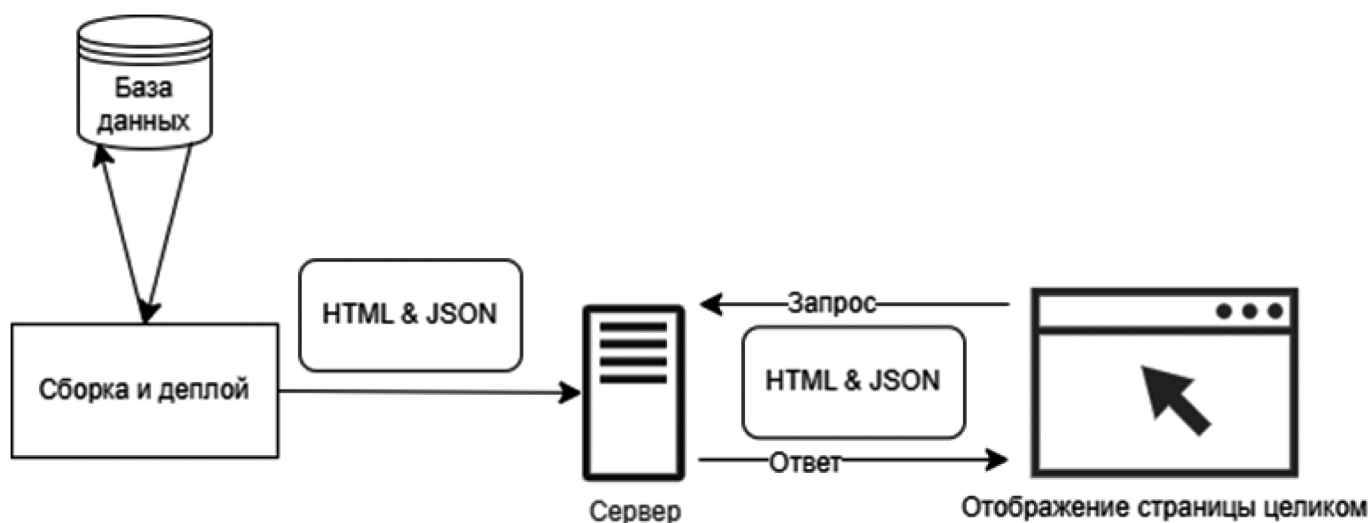 База
данных
HTML & JSON
Сборка и деплой
Запрос
HTML & JSON
Ответ
Сервер
Отображение страницы целиком